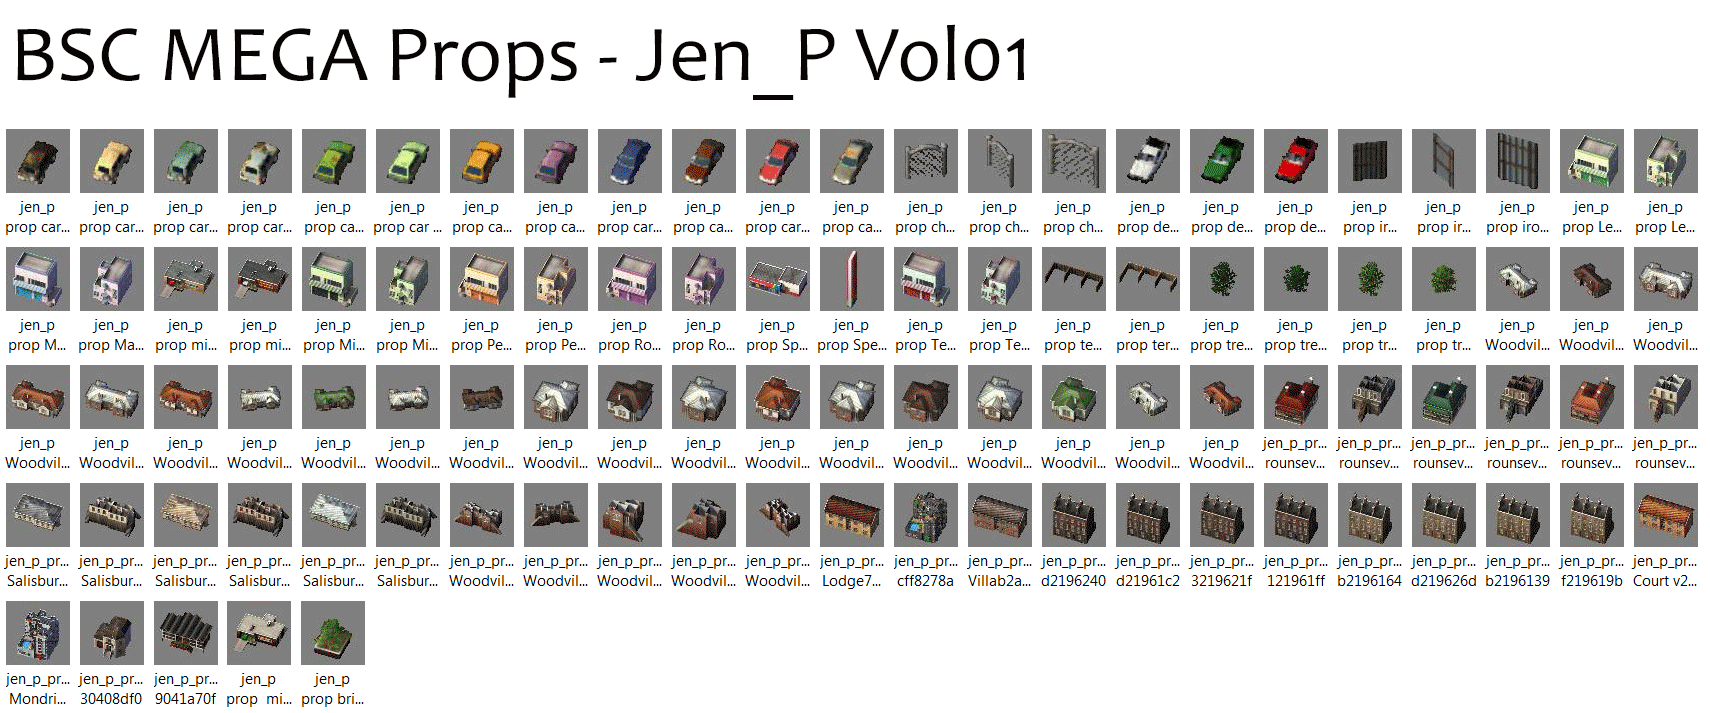 BSC MEGA Props - Jen_P Vol01
jen_p jen_p jen_p jen_p jen_p jen_p jen_p jen_p jen_p jen_p jen_p jen_p jen_p jen_p jen_p jen_p jen_p jen_p jen_p jen_p jen_p jen_p jen_p
prop car... prop car... prop car... prop car... prop ca... prop car ... prop ca... prop ca... prop car... prop ca... prop car... prop ca... prop ch... prop ch... prop ch... prop de... prop de... prop de... prop ir... prop ir... prop iro... prop Le... prop Le...
jen_p jen_p jen_p jen_p jen_p jen_p jen_p jen_p jen_p jen_p jen_p jen_p jen_p jen_p jen_p jen_p jen_p jen_p jen_p jen_p jen_p jen_p jen_p
prop M... prop Ma... prop mi... prop mi... prop Mi... prop Mi... prop Pe... prop Pe... prop Ro... prop Ro... prop Sp... prop Spe... prop Te... prop Te... prop te... prop ter... prop tre... prop tre... prop tr... prop tr... Woodvil... Woodvil... Woodvil...
jen_p jen_p jen_p jen_p jen_p jen_p jen_p jen_p jen_p jen_p jen_p jen_p jen_p jen_p jen_p jen_p jen_p jen_p_pr... jen_p_pr... jen_p_pr... jen_p_pr... jen_p_pr... jen_p_pr...
Woodvil... Woodvil... Woodvil... Woodvil... Woodvil... Woodvil... Woodvil... Woodvil... Woodvil... Woodvil... Woodvil... Woodvil... Woodvil... Woodvil... Woodvil... Woodvil... Woodvil... rounsev... rounsev... rounsev... rounsev... rounsev... rounsev...
jen_p_pr... jen_p_pr... jen_p_pr... jen_p_pr... jen_p_pr... jen_p_pr... jen_p_pr... jen_p_pr... jen_p_pr... jen_p_pr... jen_p_pr... jen_p_pr... jen_p_pr... jen_p_pr... jen_p_pr... jen_p_pr... jen_p_pr... jen_p_pr... jen_p_pr... jen_p_pr... jen_p_pr... jen_p_pr... jen_p_pr...
Salisbur... Salisbur... Salisbur... Salisbur... Salisbur... Salisbur... Woodvil... Woodvil... Woodvil... Woodvil... Woodvil... Lodge7... cff8278a Villab2a... d2196240 d21961c2 3219621f 121961ff b2196164 d219626d b2196139 f219619b Court v2...
jen_p_pr... jen_p_pr... jen_p_pr... jen_p jen_p
Mondri... 30408df0 9041a70f prop mi... prop bri...